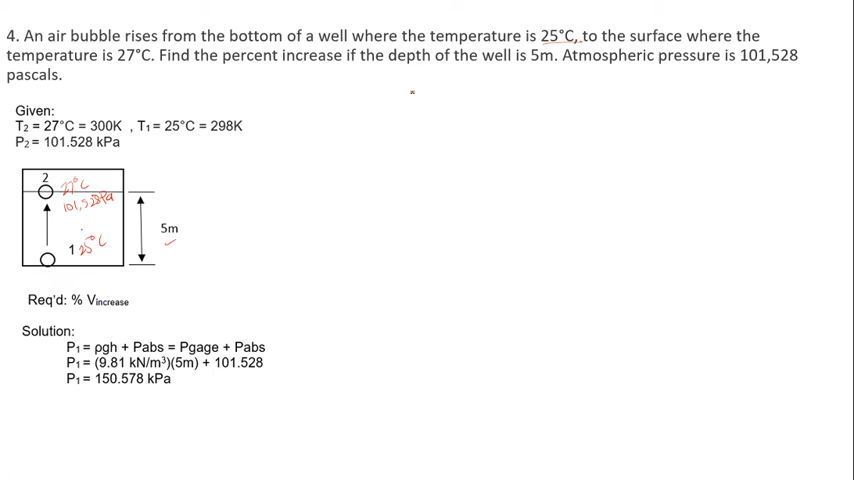 4. An air bubble rises from the bottom of a well where the temperature is 25°C, to the surface where the
temperature is 27°C. Find the percent increase if the depth of the well is 5m. Atmospheric pressure is 101,528
pascals.
Given:
T₂ = 27°C = 300K , T₁ = 25°C = 298K
P₂ = 101.528 kPa
2
27°C
101,528Pa
5m
1 25°C
Req'd: % Vincrease
Solution:
P₁ = ρgh + Pabs = Pgage + Pabs
P₁ = (9.81 kN/m³)(5m) + 101.528
P₁ = 150.578 kPa